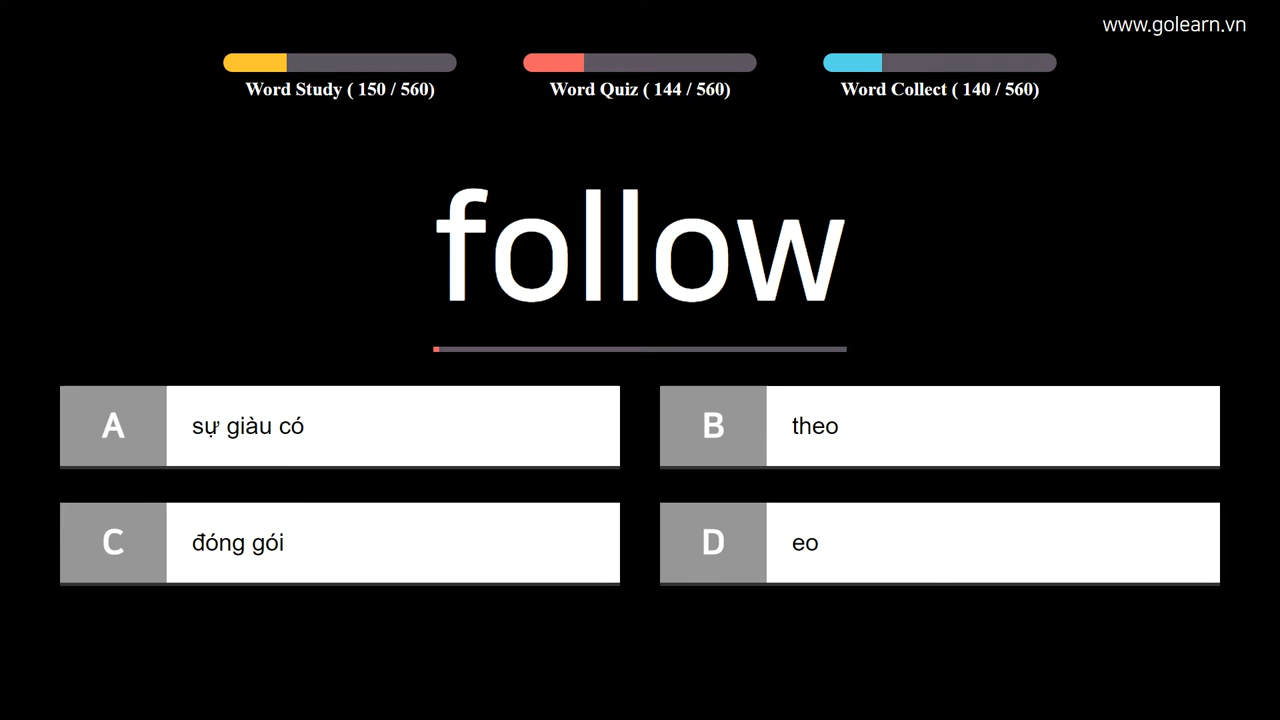 www.golearn.vn
Word Study ( 150 / 560)
Word Quiz ( 144 / 560)
Word Collect ( 140 / 560)
follow
A sự giàu có
B theo
C đóng gói
D eo